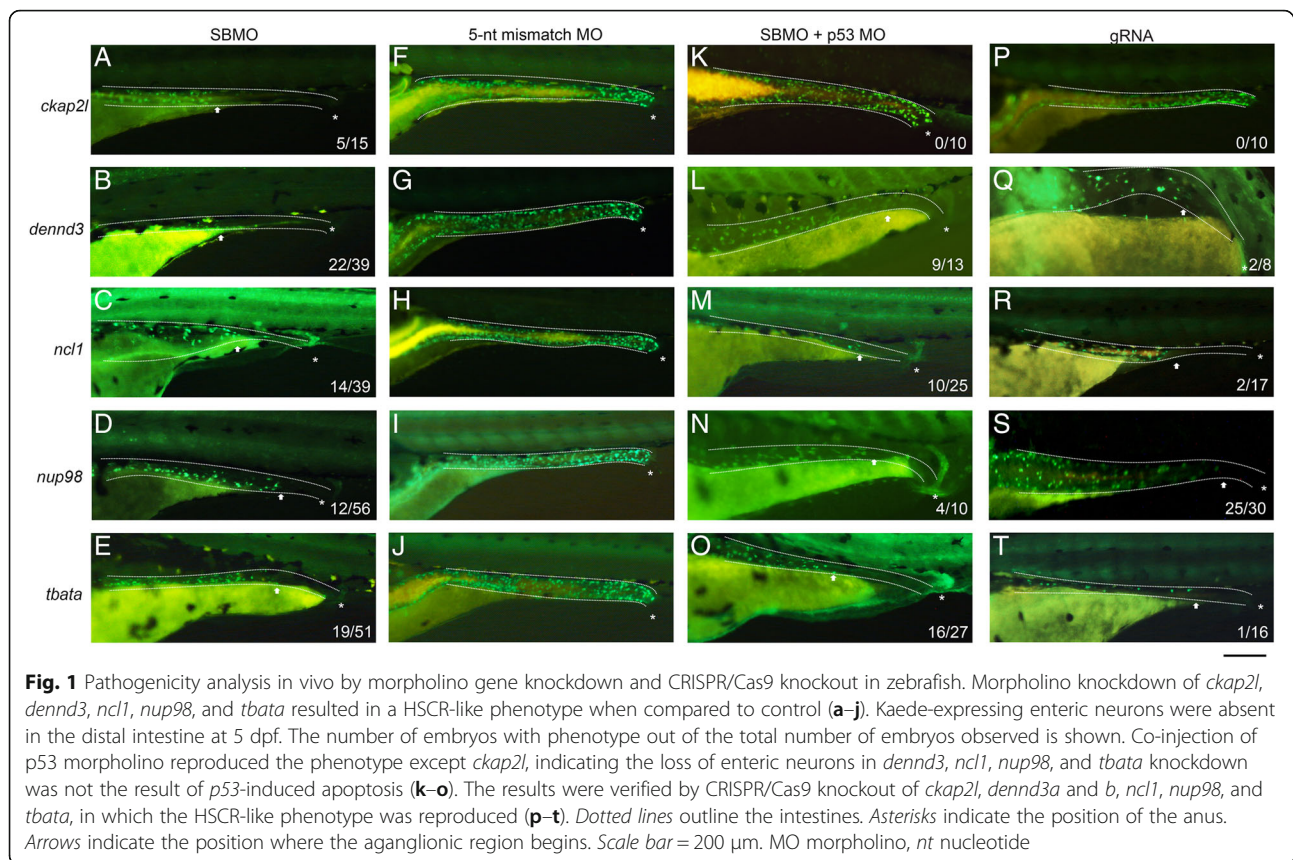 SBMO 5-nt mismatch MO SBMO + p53 MO gRNA
ckap2l A 5/15 F * K * 0/10 P * 0/10
dennd3 B * 22/39 G * L * 9/13 Q * 2/8
ncl1 C * 14/39 H * M * 10/25 R * 2/17
nup98 D * 12/56 I * N * 4/10 S * 25/30
tbata E * 19/51 J * O * 16/27 T * 1/16
Fig. 1 Pathogenicity analysis in vivo by morpholino gene knockdown and CRISPR/Cas9 knockout in zebrafish. Morpholino knockdown of ckap2l,
dennd3, ncl1, nup98, and tbata resulted in a HSCR-like phenotype when compared to control (a–j). Kaede-expressing enteric neurons were absent
in the distal intestine at 5 dpf. The number of embryos with phenotype out of the total number of embryos observed is shown. Co-injection of
p53 morpholino reproduced the phenotype except ckap2l, indicating the loss of enteric neurons in dennd3, ncl1, nup98, and tbata knockdown
was not the result of p53-induced apoptosis (k–o). The results were verified by CRISPR/Cas9 knockout of ckap2l, dennd3a and b, ncl1, nup98, and
tbata, in which the HSCR-like phenotype was reproduced (p–t). Dotted lines outline the intestines. Asterisks indicate the position of the anus.
Arrows indicate the position where the aganglionic region begins. Scale bar = 200 μm. MO morpholino, nt nucleotide